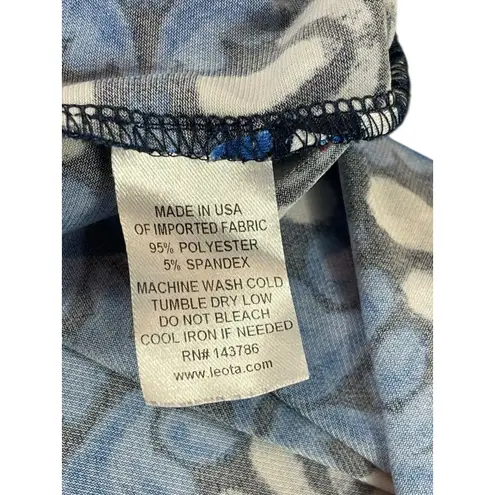 MADE IN USA
OF IMPORTED FABRIC
95% POLYESTER
5% SPANDEX
MACHINE WASH COLD
TUMBLE DRY LOW
DO NOT BLEACH
COOL IRON IF NEEDED
RN# 143786
www.leota.com